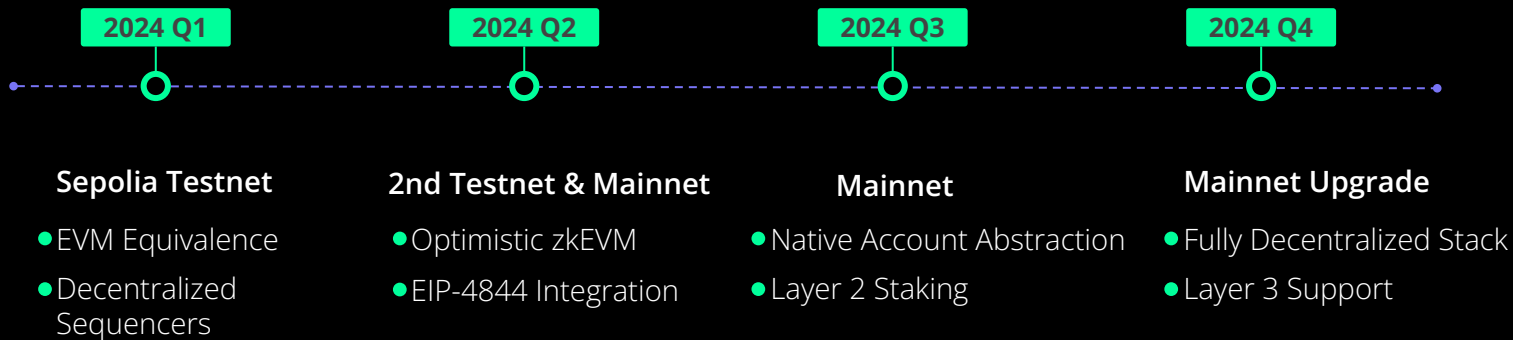 2024 Q1
2024 Q2
2024 Q3
2024 Q4
Sepolia Testnet
EVM Equivalence
Decentralized
Sequencers
2nd Testnet & Mainnet
Optimistic zkEVM
EIP-4844 Integration
Mainnet
Native Account Abstraction
Layer 2 Staking
Mainnet Upgrade
Fully Decentralized Stack
Layer 3 Support